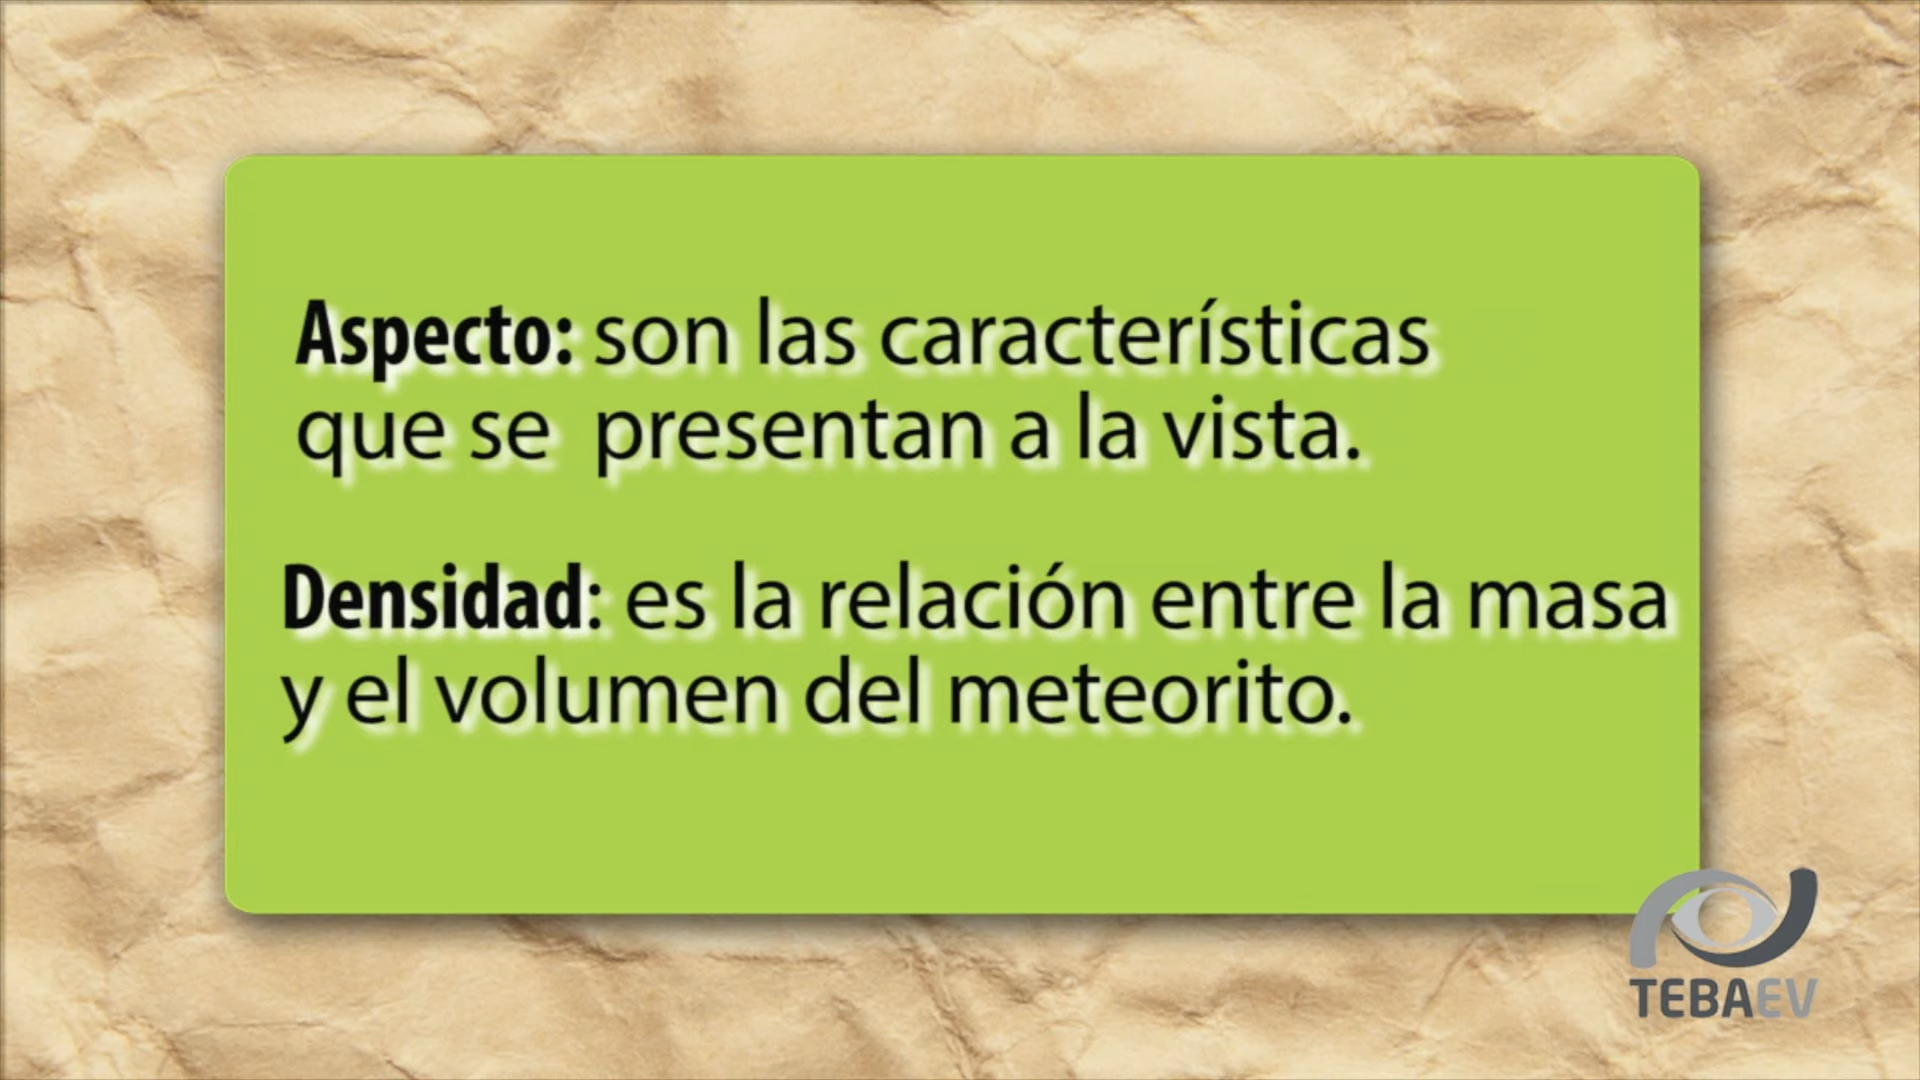 Aspecto: son las características
que se presentan a la vista.
Densidad: es la relación entre la masa
y el volumen del meteorito.
TEBAEV